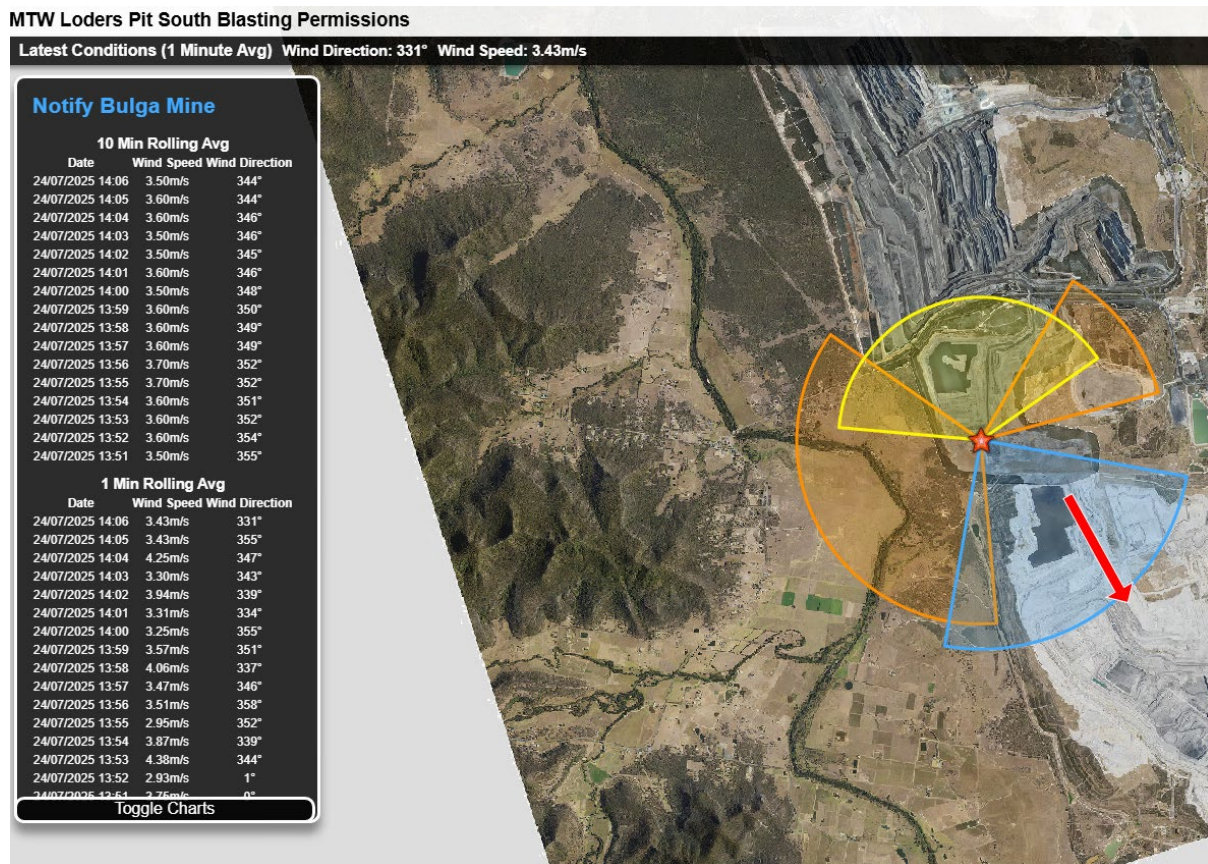 MTW Loders Pit South Blasting Permissions
Latest Conditions (1 Minute Avg) Wind Direction: 331° Wind Speed: 3.43m/s
Notify Bulga Mine
10 Min Rolling Avg
Date Wind Speed Wind Direction
24/07/2025 14:06 3.50m/s 344°
24/07/2025 14:05 3.60m/s 344°
24/07/2025 14:04 3.60m/s 346°
24/07/2025 14:03 3.50m/s 346°
24/07/2025 14:02 3.50m/s 345°
24/07/2025 14:01 3.60m/s 346°
24/07/2025 14:00 3.50m/s 348°
24/07/2025 13:59 3.60m/s 350°
24/07/2025 13:58 3.60m/s 349°
24/07/2025 13:57 3.60m/s 349°
24/07/2025 13:56 3.70m/s 352°
24/07/2025 13:55 3.70m/s 352°
24/07/2025 13:54 3.60m/s 351°
24/07/2025 13:53 3.60m/s 352°
24/07/2025 13:52 3.60m/s 354°
24/07/2025 13:51 3.50m/s 355°
1 Min Rolling Avg
Date Wind Speed Wind Direction
24/07/2025 14:06 3.43m/s 331°
24/07/2025 14:05 3.43m/s 355°
24/07/2025 14:04 4.25m/s 347°
24/07/2025 14:03 3.30m/s 343°
24/07/2025 14:02 3.94m/s 339°
24/07/2025 14:01 3.31m/s 334°
24/07/2025 14:00 3.25m/s 355°
24/07/2025 13:59 3.57m/s 351°
24/07/2025 13:58 4.06m/s 337°
24/07/2025 13:57 3.47m/s 346°
24/07/2025 13:56 3.51m/s 358°
24/07/2025 13:55 2.95m/s 352°
24/07/2025 13:54 3.87m/s 339°
24/07/2025 13:53 4.38m/s 344°
24/07/2025 13:52 2.93m/s 1°
24/07/2025 13:51 3.75m/s 0°
Toggle Charts